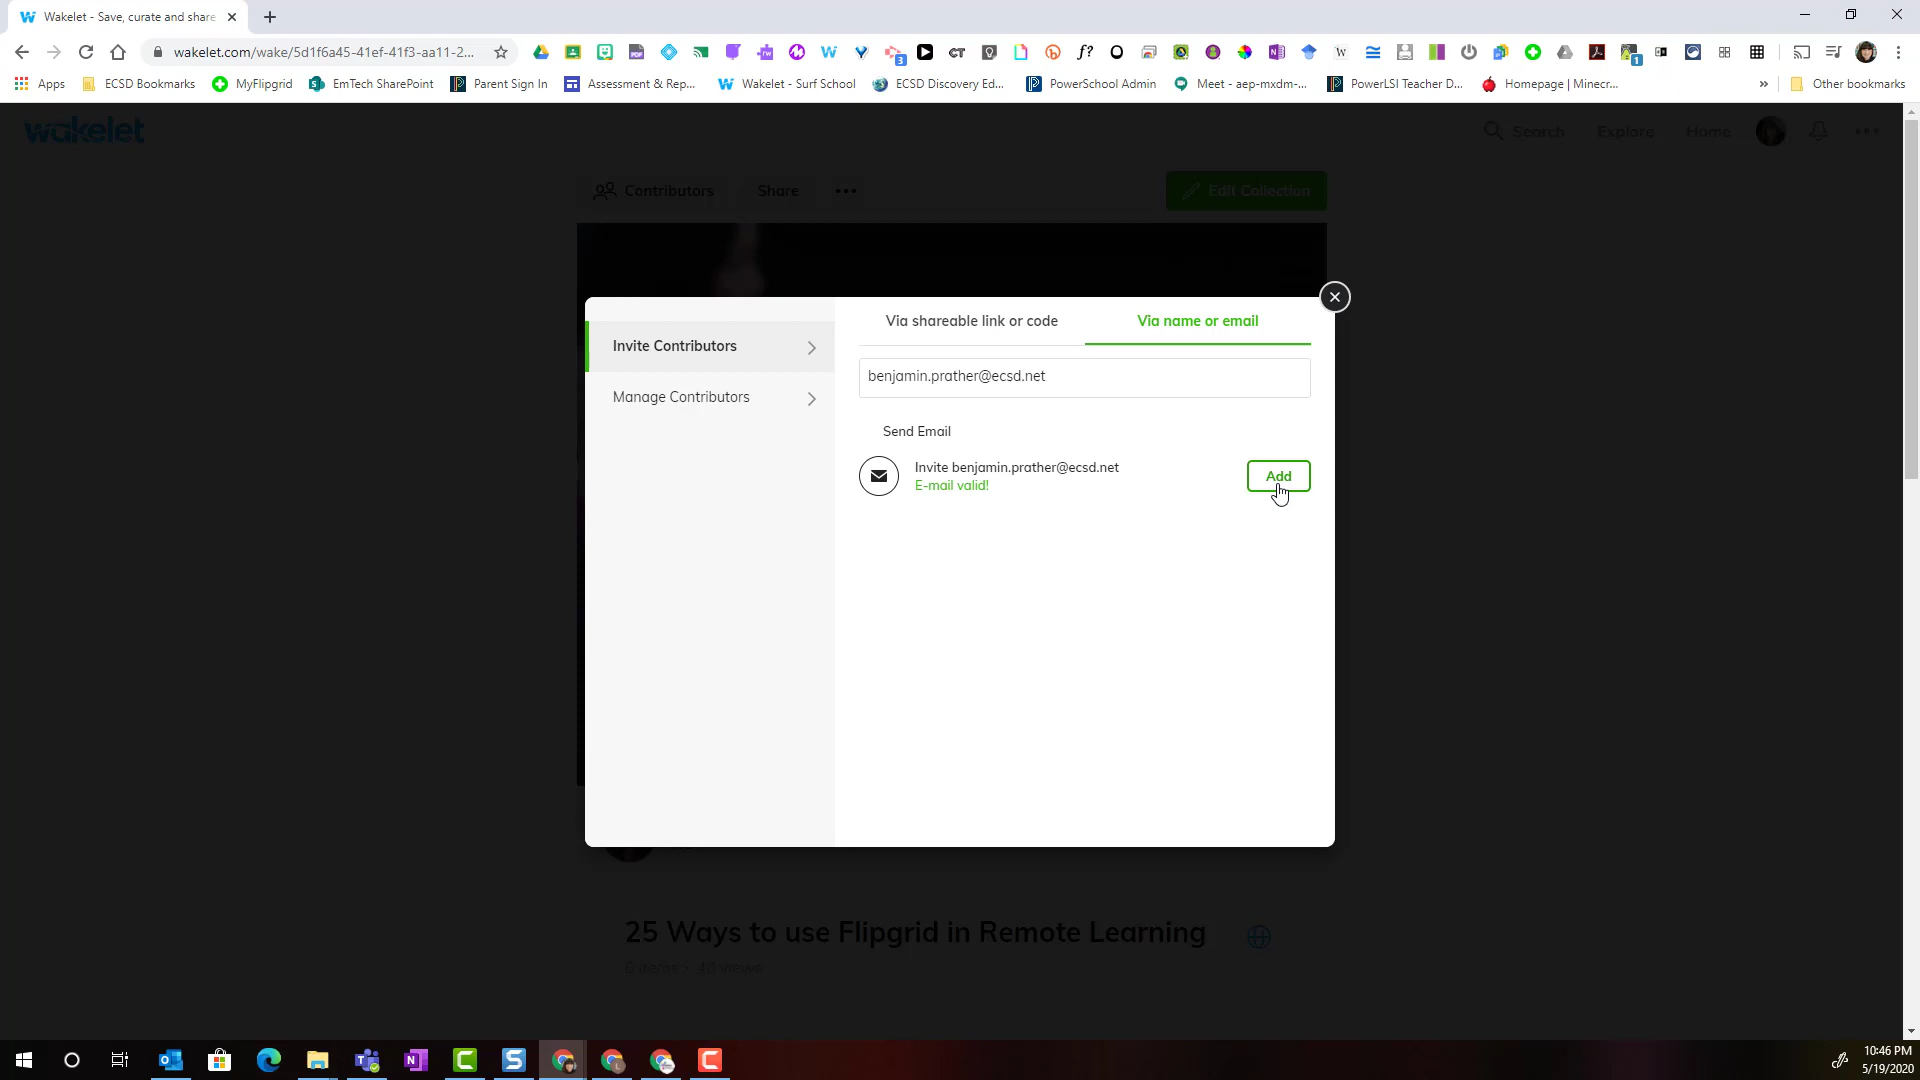 Wakelet - Save, curate and share
wakelet.com/wake/5d1f6a45-41ef-41f3-aa11-2...
3
1
Apps
ECSD Bookmarks
MyFlipgrid
EmTech SharePoint
Parent Sign In
Assessment & Rep...
Wakelet - Surf School
ECSD Discovery Ed...
PowerSchool Admin
Meet - aep-mxdm-...
PowerLSI Teacher D...
Homepage | Minecr...
»
Other bookmarks
wakelet
Search
Explore
Home
Contributors
Share
Edit Collection
Invite Contributors
Manage Contributors
Via shareable link or code
Via name or email
benjamin.prather@ecsd.net
Send Email
Invite benjamin.prather@ecsd.net
E-mail valid!
Add
25 Ways to use Flipgrid in Remote Learning
10:46 PM
5/19/2020